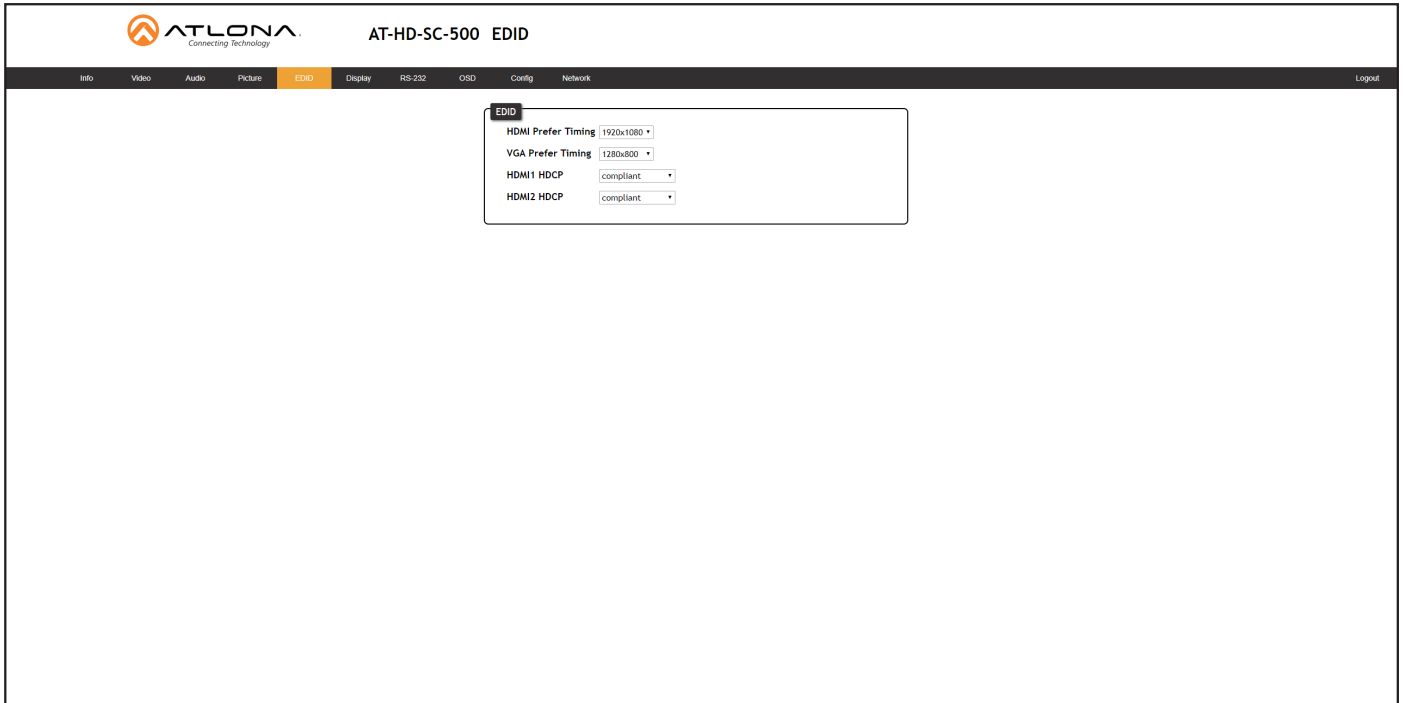 ATLONA.
Connecting Technology
AT-HD-SC-500 EDID
Info Video Audio Picture EDID Display RS-232 OSD Config Network Logout
EDID
HDMI Prefer Timing 1920x1080
VGA Prefer Timing 1280x800
HDMI1 HDCP compliant
HDMI2 HDCP compliant